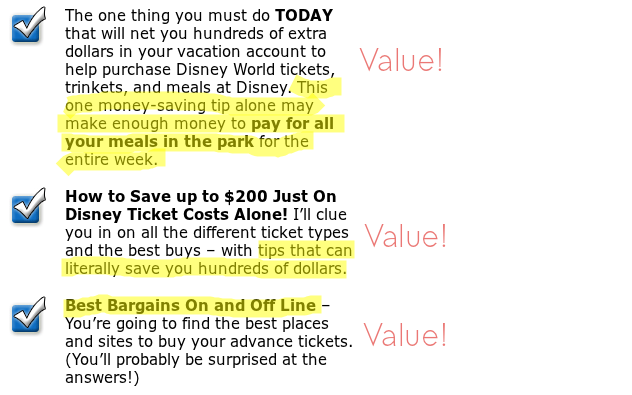 The one thing you must do TODAY
that will net you hundreds of extra
dollars in your vacation account to
help purchase Disney World tickets,
trinkets, and meals at Disney. This
one money-saving tip alone may
make enough money to pay for all
your meals in the park for the
entire week.
Value!
How to Save up to $200 Just On
Disney Ticket Costs Alone! I’ll clue
you in on all the different ticket types
and the best buys – with tips that can
literally save you hundreds of dollars.
Value!
Best Bargains On and Off Line –
You’re going to find the best places
and sites to buy your advance tickets.
(You’ll probably be surprised at the
answers!)
Value!